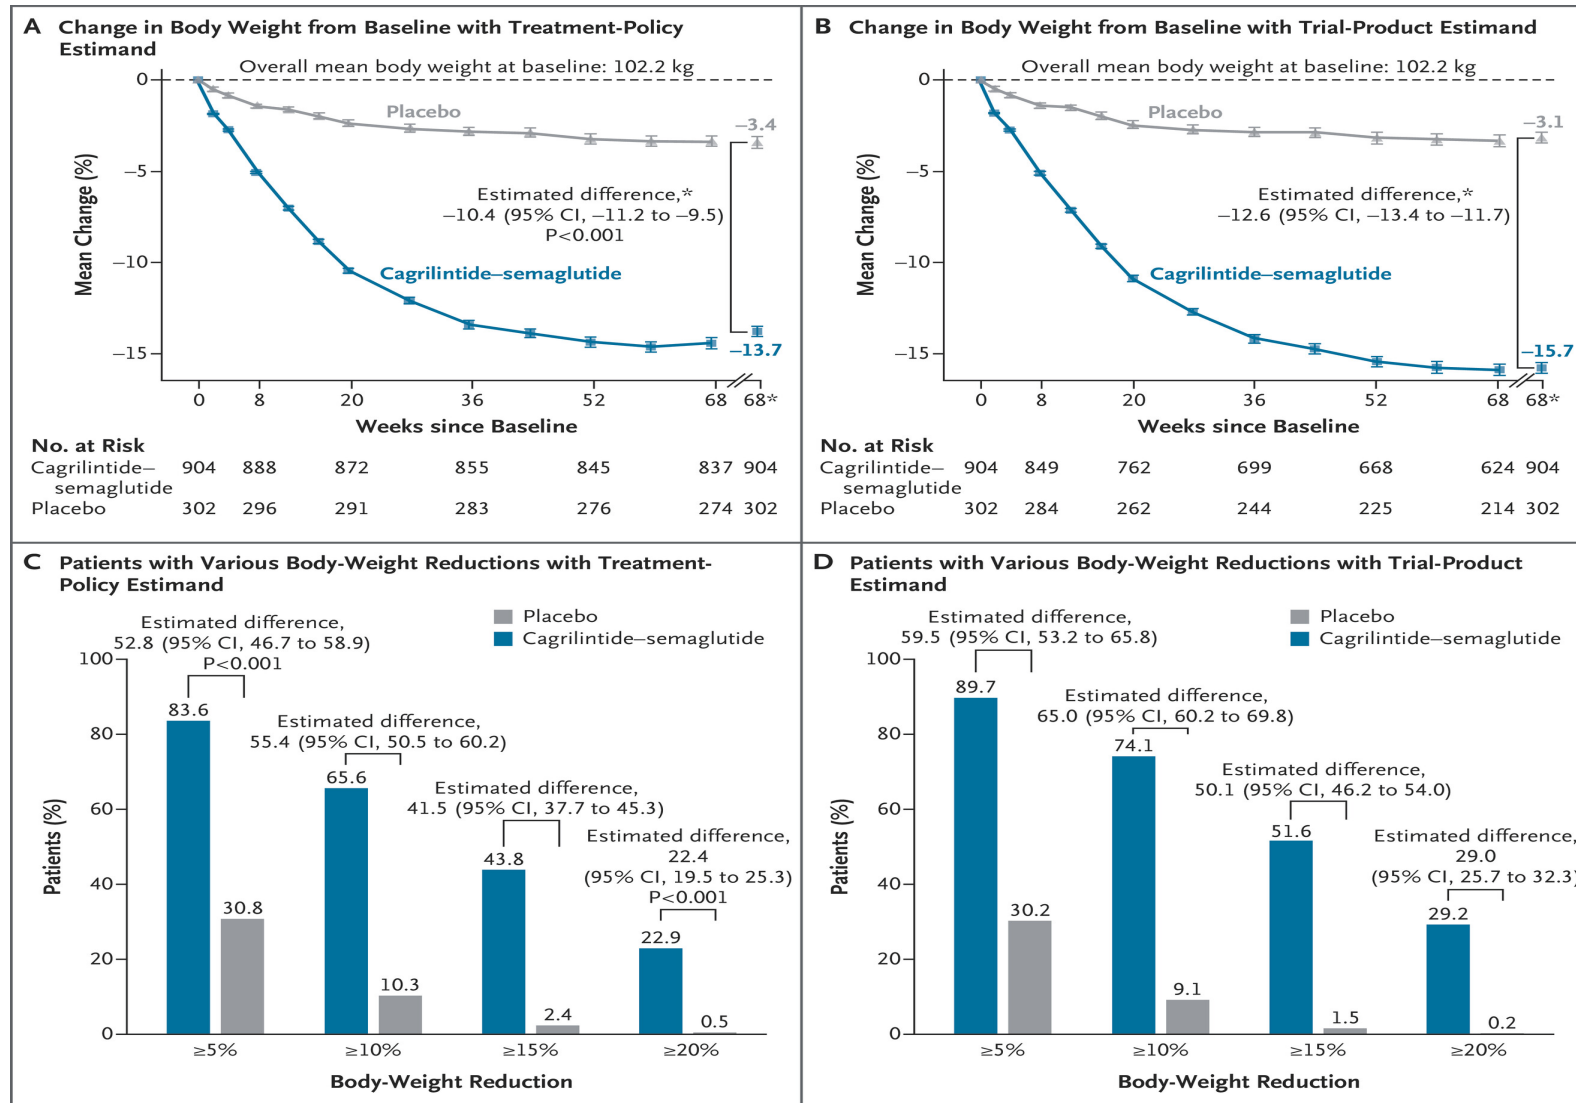 A Change in Body Weight from Baseline with Treatment-Policy
Estimand
Overall mean body weight at baseline: 102.2 kg
0
−5
−10
−15
Mean Change (%)
Placebo
−3.4
Estimated difference,*
−10.4 (95% CI, −11.2 to −9.5)
P<0.001
Cagrilintide–semaglutide
−13.7
0 8 20 36 52 68 68*
Weeks since Baseline
No. at Risk
Cagrilintide– 904 888 872 855 845 837 904
semaglutide
Placebo 302 296 291 283 276 274 302
B Change in Body Weight from Baseline with Trial-Product Estimand
Overall mean body weight at baseline: 102.2 kg
0
−5
−10
−15
Mean Change (%)
Placebo
−3.1
Estimated difference,*
−12.6 (95% CI, −13.4 to −11.7)
Cagrilintide–semaglutide
−15.7
0 8 20 36 52 68 68*
Weeks since Baseline
No. at Risk
Cagrilintide– 904 849 762 699 668 624 904
semaglutide
Placebo 302 284 262 244 225 214 302
C Patients with Various Body-Weight Reductions with Treatment-
Policy Estimand
Placebo
Cagrilintide–semaglutide
Estimated difference,
52.8 (95% CI, 46.7 to 58.9)
P<0.001
Estimated difference,
55.4 (95% CI, 50.5 to 60.2)
Estimated difference,
41.5 (95% CI, 37.7 to 45.3)
Estimated difference,
22.4
(95% CI, 19.5 to 25.3)
P<0.001
100
80
60
40
20
0
Patients (%)
83.6
30.8
65.6
10.3
43.8
2.4
22.9
0.5
≥5% ≥10% ≥15% ≥20%
Body-Weight Reduction
D Patients with Various Body-Weight Reductions with Trial-Product
Estimand
Placebo
Cagrilintide–semaglutide
Estimated difference,
59.5 (95% CI, 53.2 to 65.8)
Estimated difference,
65.0 (95% CI, 60.2 to 69.8)
Estimated difference,
50.1 (95% CI, 46.2 to 54.0)
Estimated difference,
29.0
(95% CI, 25.7 to 32.3)
100
80
60
40
20
0
Patients (%)
89.7
30.2
74.1
9.1
51.6
1.5
29.2
0.2
≥5% ≥10% ≥15% ≥20%
Body-Weight Reduction